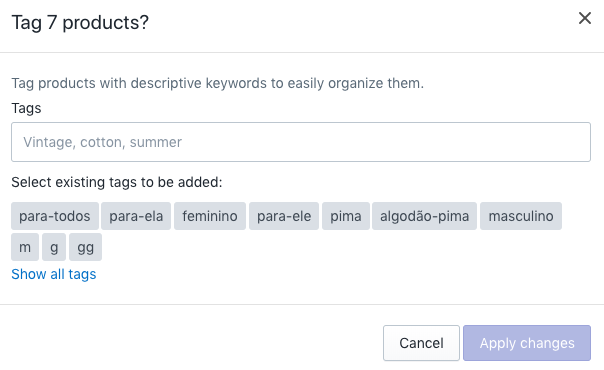 Tag 7 products?
Tag products with descriptive keywords to easily organize them.
Tags
Vintage, cotton, summer
Select existing tags to be added:
para-todos para-ela feminino para-ele pima algodão-pima masculino
m g gg
Show all tags
Cancel Apply changes